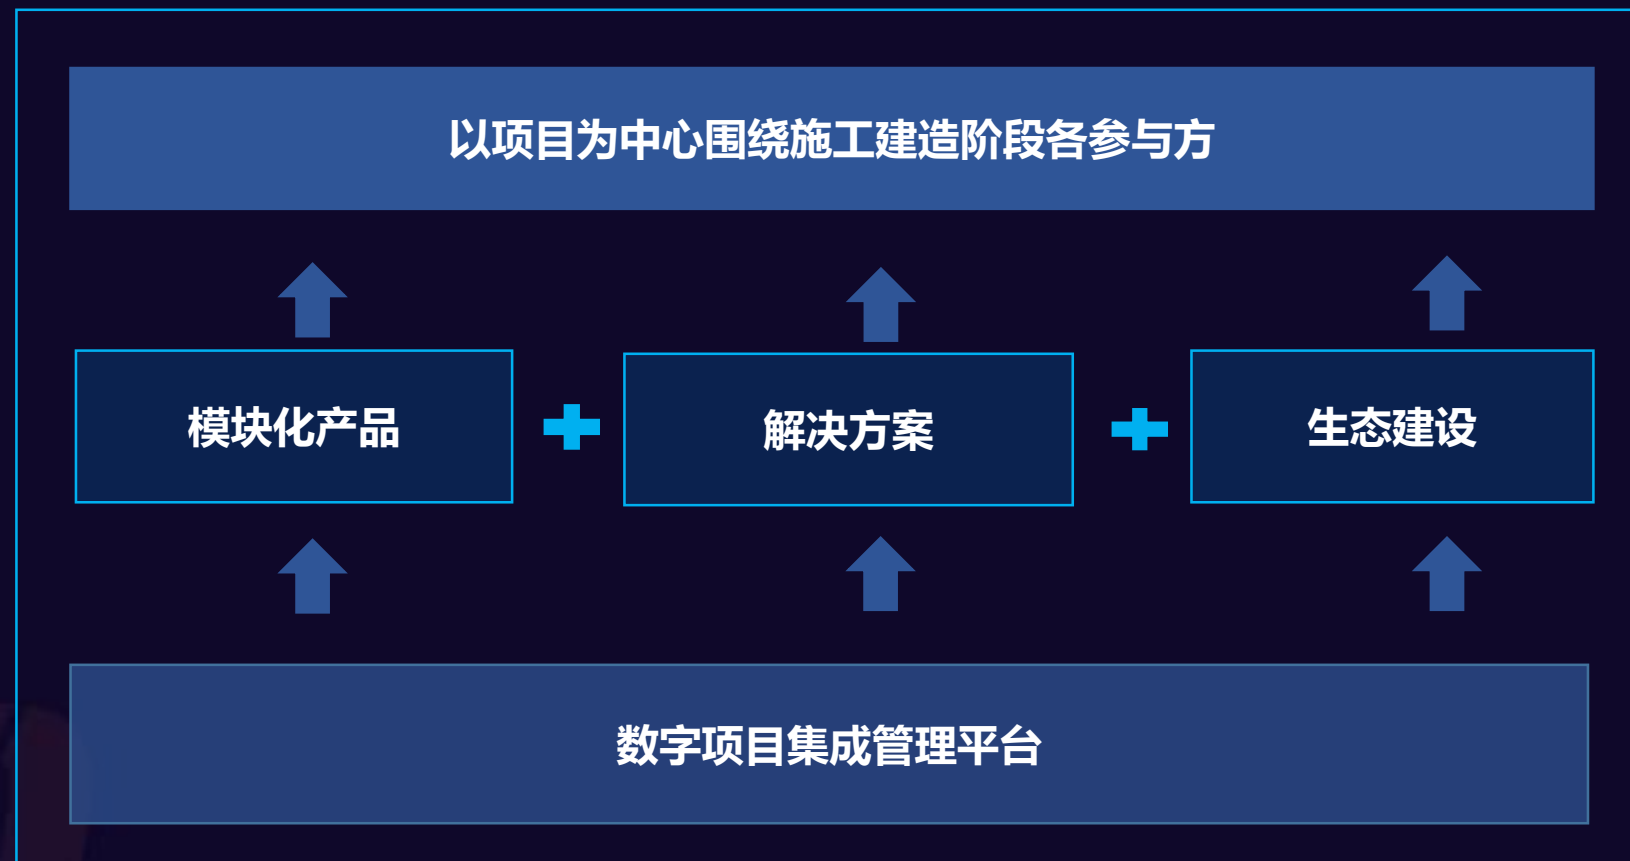 以项目为中心围绕施工建造阶段各参与方
模块化产品
解决方案
生态建设
数字项目集成管理平台